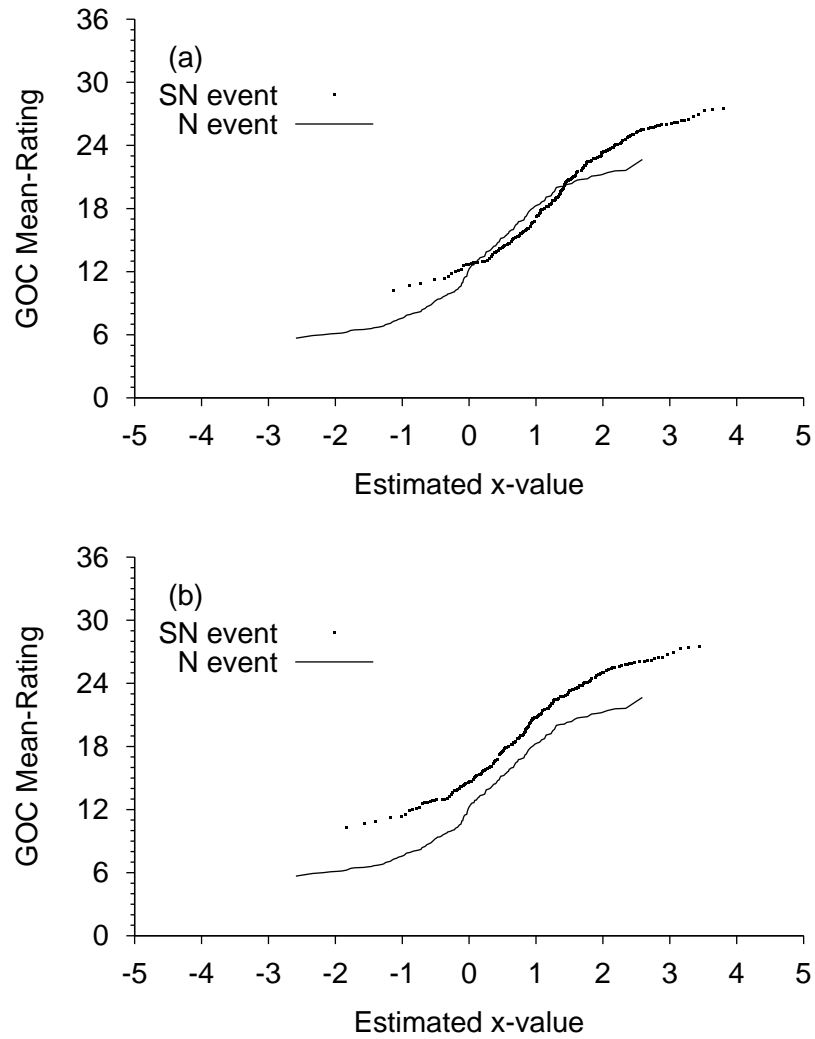 36
30
24
18
12
6
0
GOC Mean-Rating
(a)
SN event
N event
-5 -4 -3 -2 -1 0 1 2 3 4 5
Estimated x-value
36
30
24
18
12
6
0
GOC Mean-Rating
(b)
SN event
N event
-5 -4 -3 -2 -1 0 1 2 3 4 5
Estimated x-value